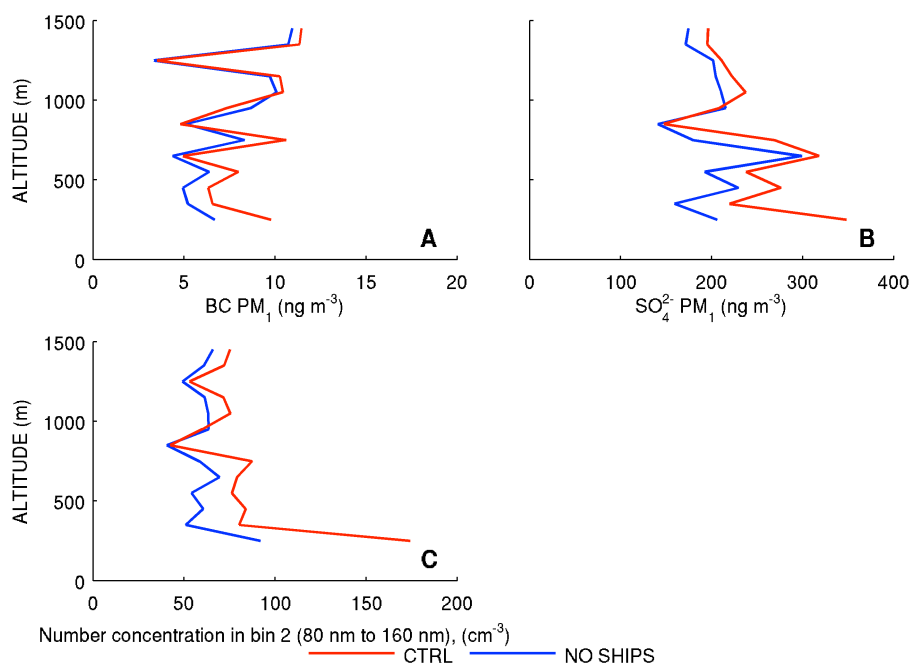 1500
1000
500
0
ALTITUDE (m)
A
0 5 10 15 20
BC PM₁ (ng m⁻³)
B
0 100 200 300 400
SO₄²⁻ PM₁ (ng m⁻³)
1500
1000
500
0
ALTITUDE (m)
C
0 50 100 150 200
Number concentration in bin 2 (80 nm to 160 nm), (cm⁻³)
CTRL NO SHIPS